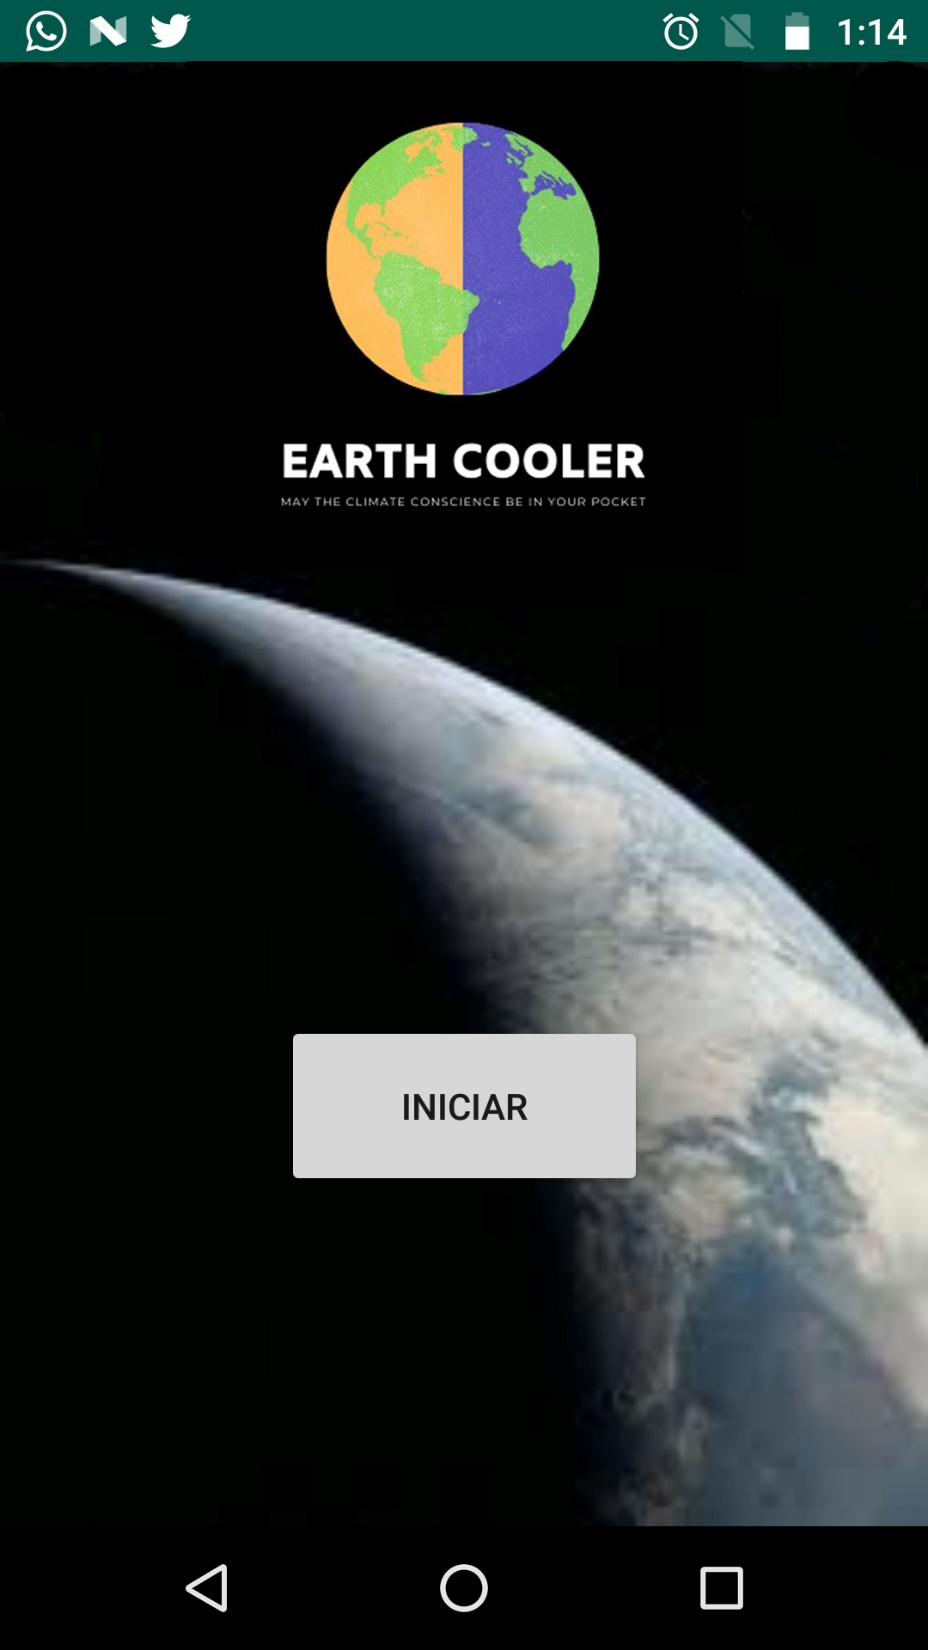 1:14
EARTH COOLER
MAY THE CLIMATE CONSCIENCE BE IN YOUR POCKET
INICIAR